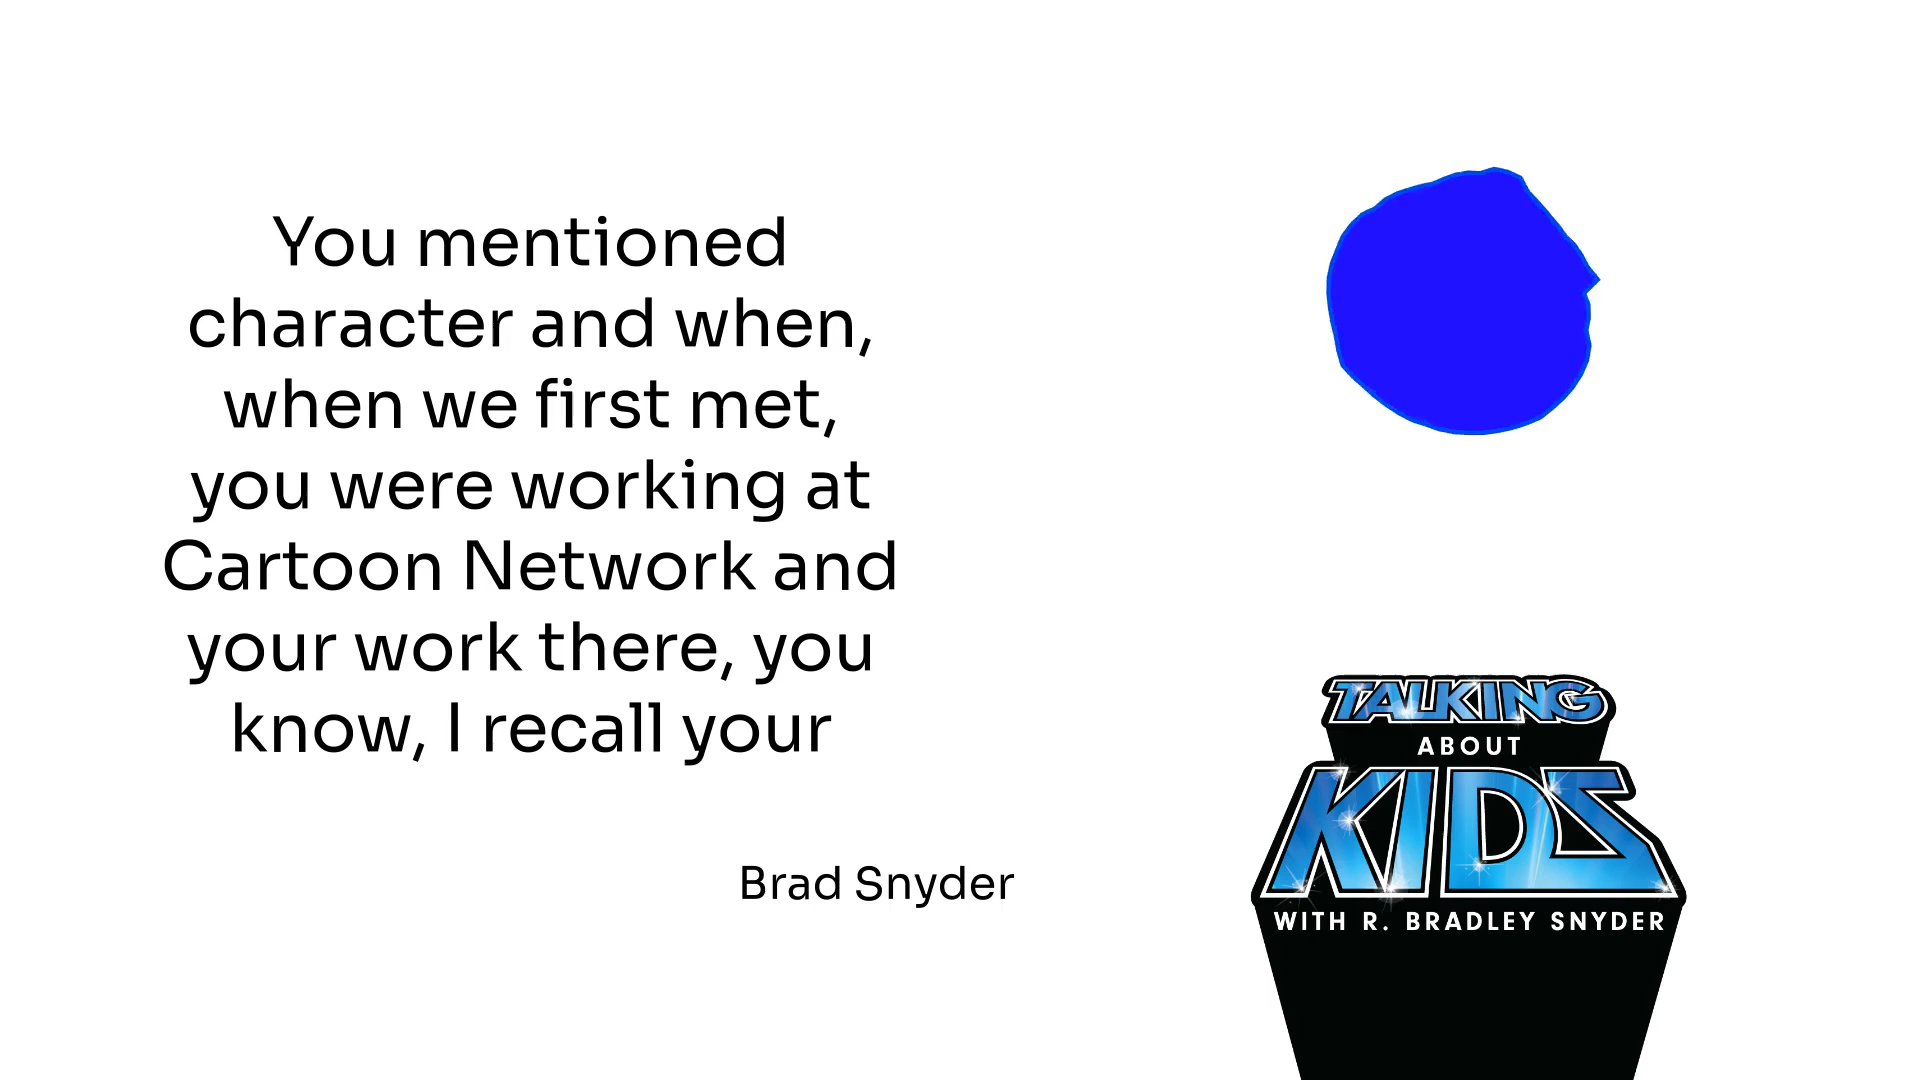 You mentioned
character and when,
when we first met,
you were working at
Cartoon Network and
your work there, you
know, I recall your
Brad Snyder
TALKING
ABOUT
KIDS
WITH R. BRADLEY SNYDER